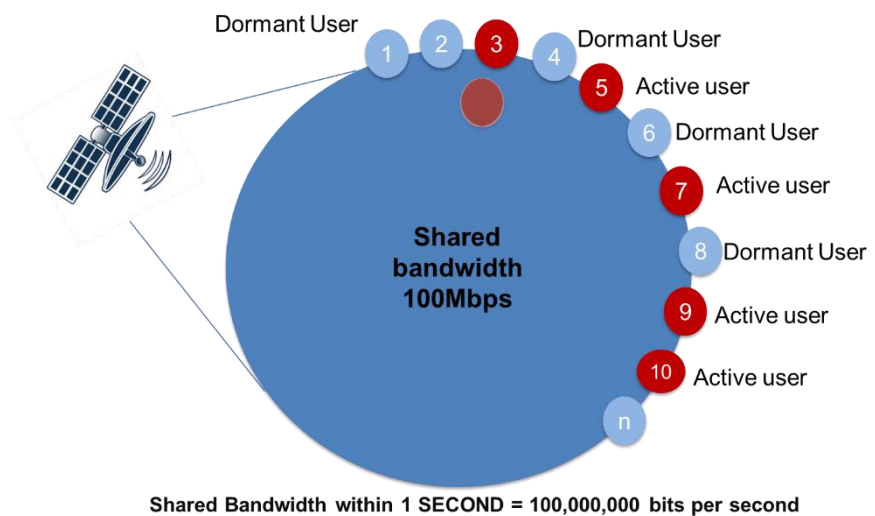 Dormant User
1
2
3
4
Dormant User
5
Active user
6
Dormant User
7
Active user
8
Dormant User
9
Active user
10
Active user
n
Shared
bandwidth
100Mbps
Shared Bandwidth within 1 SECOND = 100,000,000 bits per second